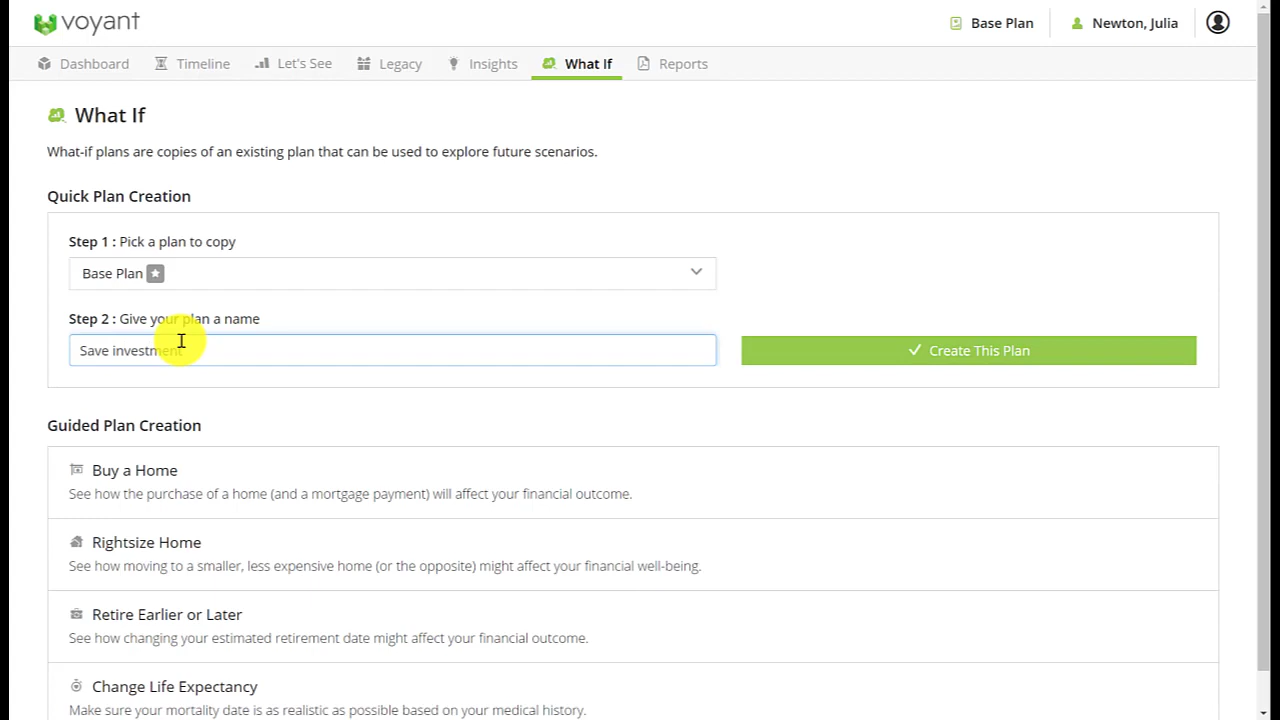 voyant
Base Plan
Newton, Julia
Dashboard
Timeline
Let's See
Legacy
Insights
What If
Reports
What If
What-if plans are copies of an existing plan that can be used to explore future scenarios.
Quick Plan Creation
Step 1 : Pick a plan to copy
Base Plan
Step 2 : Give your plan a name
Save investment
Create This Plan
Guided Plan Creation
Buy a Home
See how the purchase of a home (and a mortgage payment) will affect your financial outcome.
Rightsize Home
See how moving to a smaller, less expensive home (or the opposite) might affect your financial well-being.
Retire Earlier or Later
See how changing your estimated retirement date might affect your financial outcome.
Change Life Expectancy
Make sure your mortality date is as realistic as possible based on your medical history.